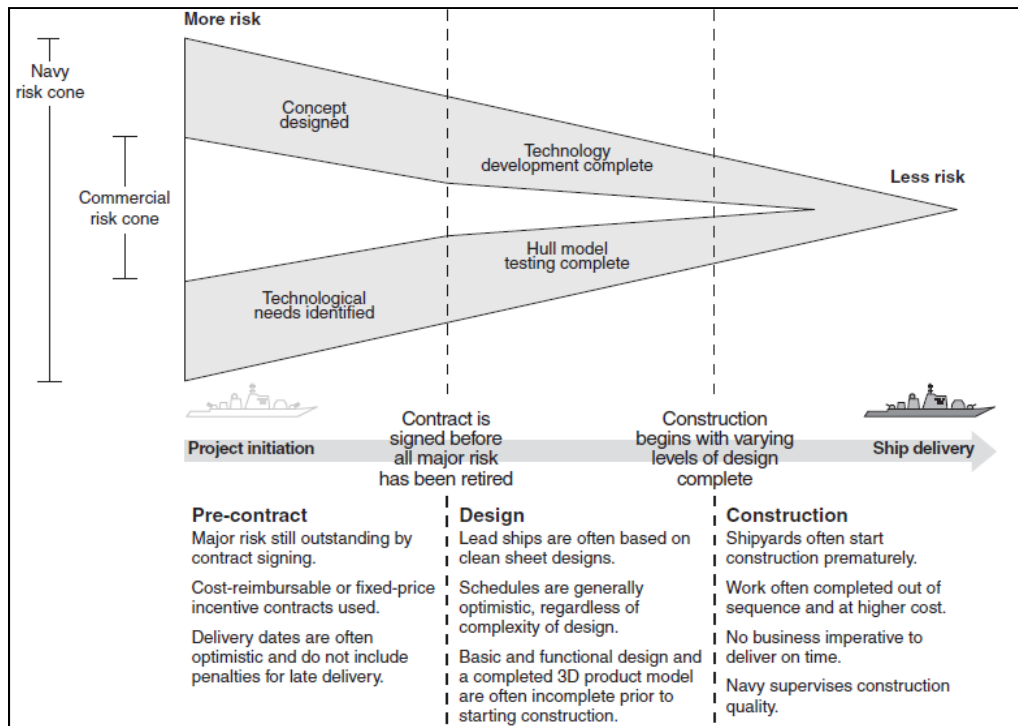 More risk
Navy
risk cone
Concept
designed
Technology
development complete
Less risk
Commercial
risk cone
Hull model
testing complete
Technological
needs identified
Contract is
signed before
all major risk
has been retired
Construction
begins with varying
levels of design
complete
Project initiation
Ship delivery
Pre-contract
Major risk still outstanding by
contract signing.
Cost-reimbursable or fixed-price
incentive contracts used.
Delivery dates are often
optimistic and do not include
penalties for late delivery.
Design
Lead ships are often based on
clean sheet designs.
Schedules are generally
optimistic, regardless of
complexity of design.
Basic and functional design and
a completed 3D product model
are often incomplete prior to
starting construction.
Construction
Shipyards often start
construction prematurely.
Work often completed out of
sequence and at higher cost.
No business imperative to
deliver on time.
Navy supervises construction
quality.